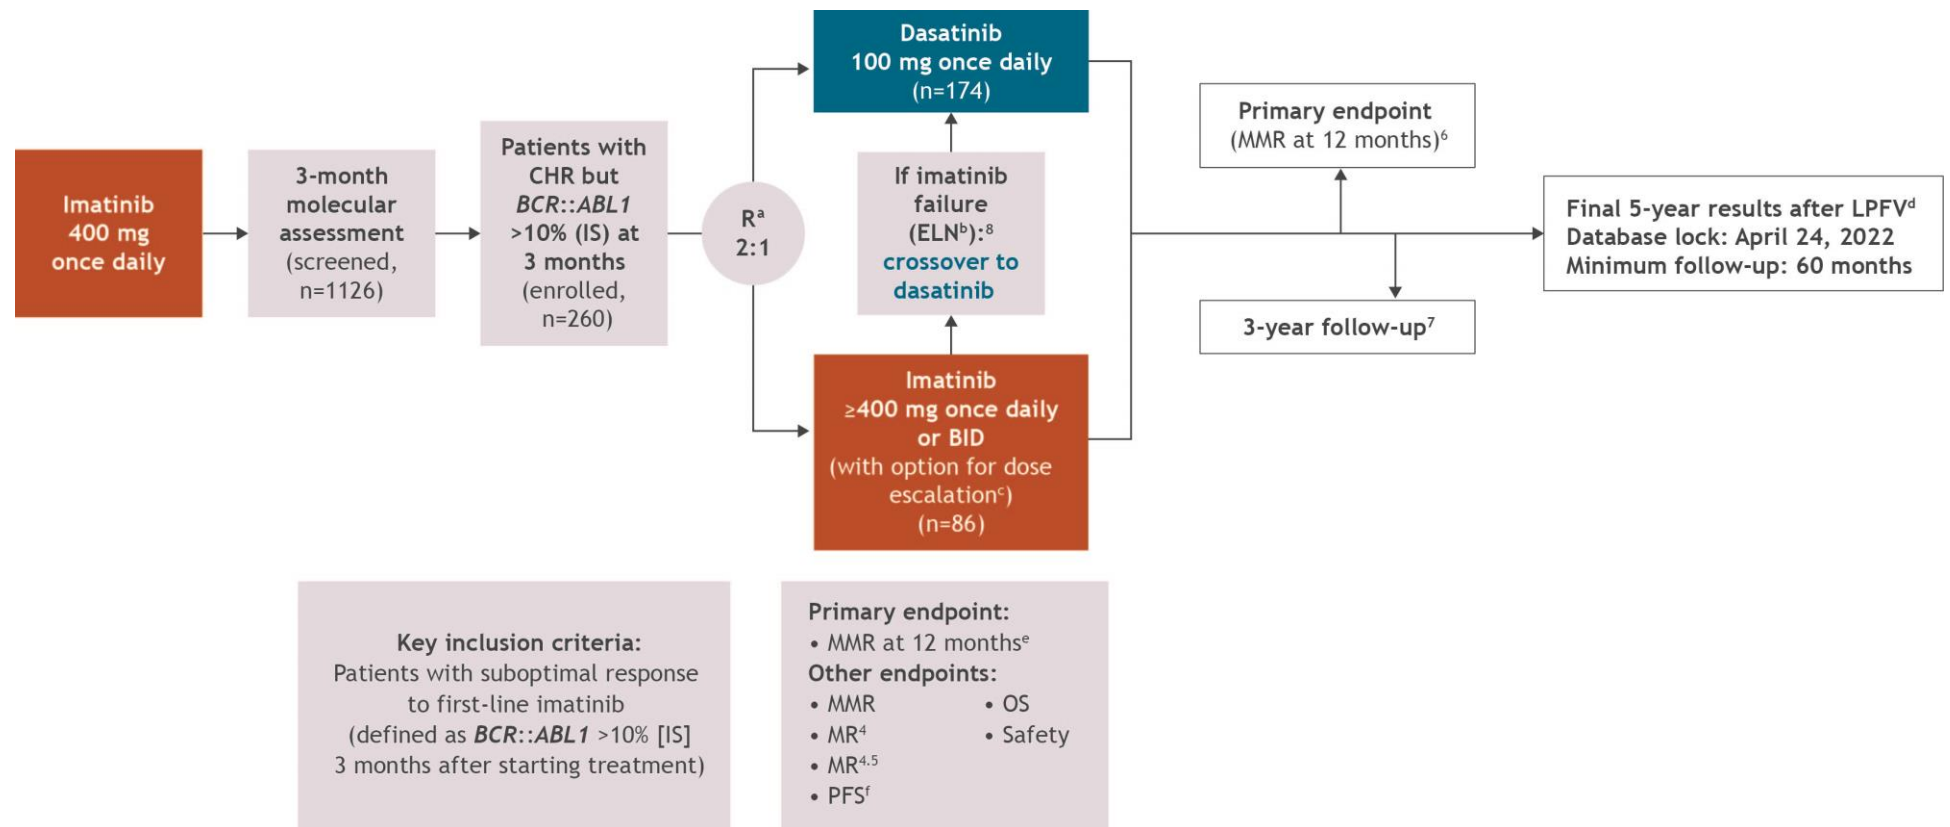 Imatinib
400 mg
once daily
3-month
molecular
assessment
(screened,
n=1126)
Patients with
CHR but
BCR::ABL1
>10% (IS) at
3 months
(enrolled,
n=260)
Rᵃ
2:1
Dasatinib
100 mg once daily
(n=174)
If imatinib
failure
(ELNᵇ):⁸
crossover to
dasatinib
Imatinib
≥400 mg once daily
or BID
(with option for dose
escalationᶜ)
(n=86)
Primary endpoint
(MMR at 12 months)⁶
3-year follow-up⁷
Final 5-year results after LPFVᵈ
Database lock: April 24, 2022
Minimum follow-up: 60 months
Key inclusion criteria:
Patients with suboptimal response
to first-line imatinib
(defined as BCR::ABL1 >10% [IS]
3 months after starting treatment)
Primary endpoint:
• MMR at 12 monthsᵉ
Other endpoints:
• MMR
• MR⁴
• MR⁴·⁵
• PFSᶠ
• OS
• Safety